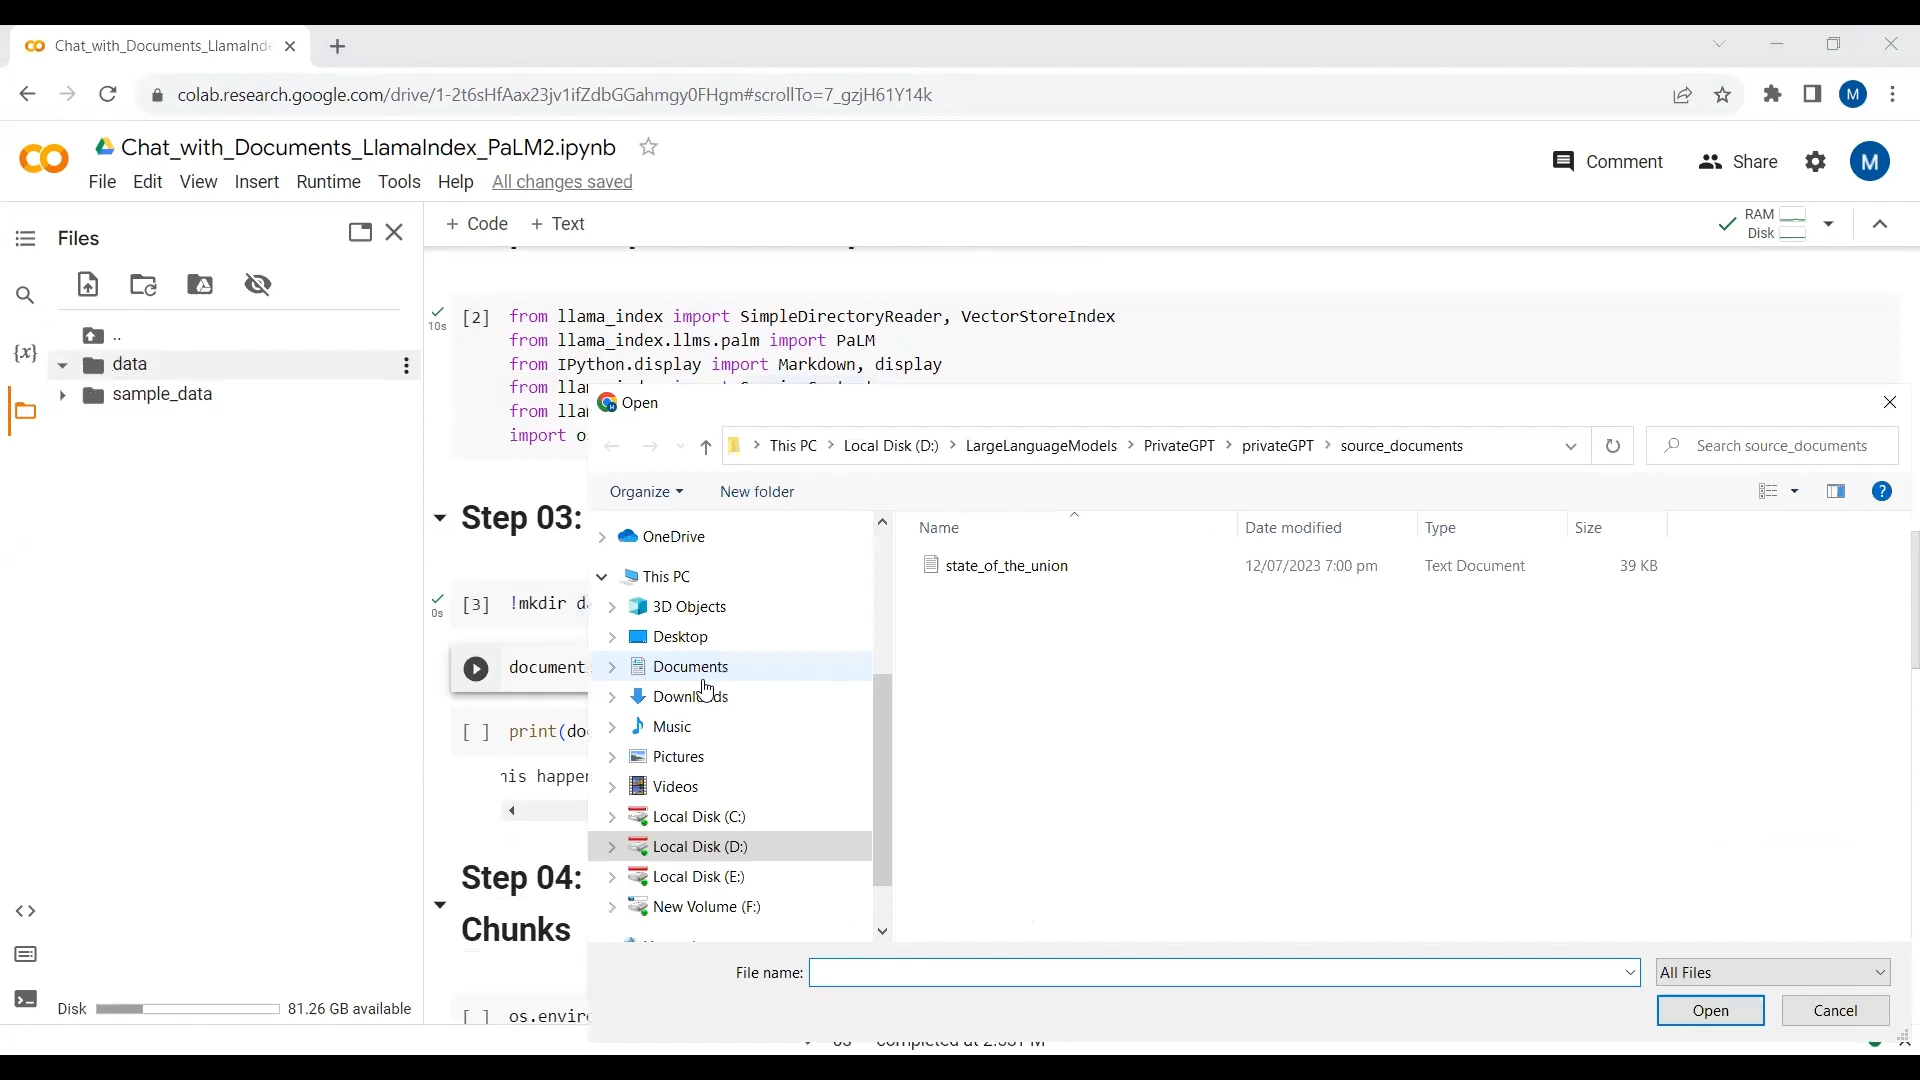 Chat_with_Documents_LlamaInde
colab.research.google.com/drive/1-2t6sHfAax23jv1ifZdbGGahmgy0FHgm#scrollTo=7_gzjH61Y14k
M
Chat_with_Documents_LlamaIndex_PaLM2.ipynb
Comment
Share
M
File Edit View Insert Runtime Tools Help All changes saved
Files
+ Code + Text
RAM
Disk
..
data
sample_data
{x}
10s
[2] from llama_index import SimpleDirectoryReader, VectorStoreIndex
from llama_index.llms.palm import PaLM
from IPython.display import Markdown, display
from lla
from lla
import o
Open
This PC > Local Disk (D:) > LargeLanguageModels > PrivateGPT > privateGPT > source_documents
Search source_documents
Organize New folder
Step 03:
OneDrive
This PC
3D Objects
Desktop
Documents
Downloads
Music
Pictures
Videos
Local Disk (C:)
Local Disk (D:)
Local Disk (E:)
New Volume (F:)
Name Date modified Type Size
state_of_the_union 12/07/2023 7:00 pm Text Document 39 KB
0s
[3] !mkdir da
document
[ ] print(do
his happen
Step 04:
Chunks
[ ] os.enviro
File name:
All Files
Open Cancel
Disk 81.26 GB available